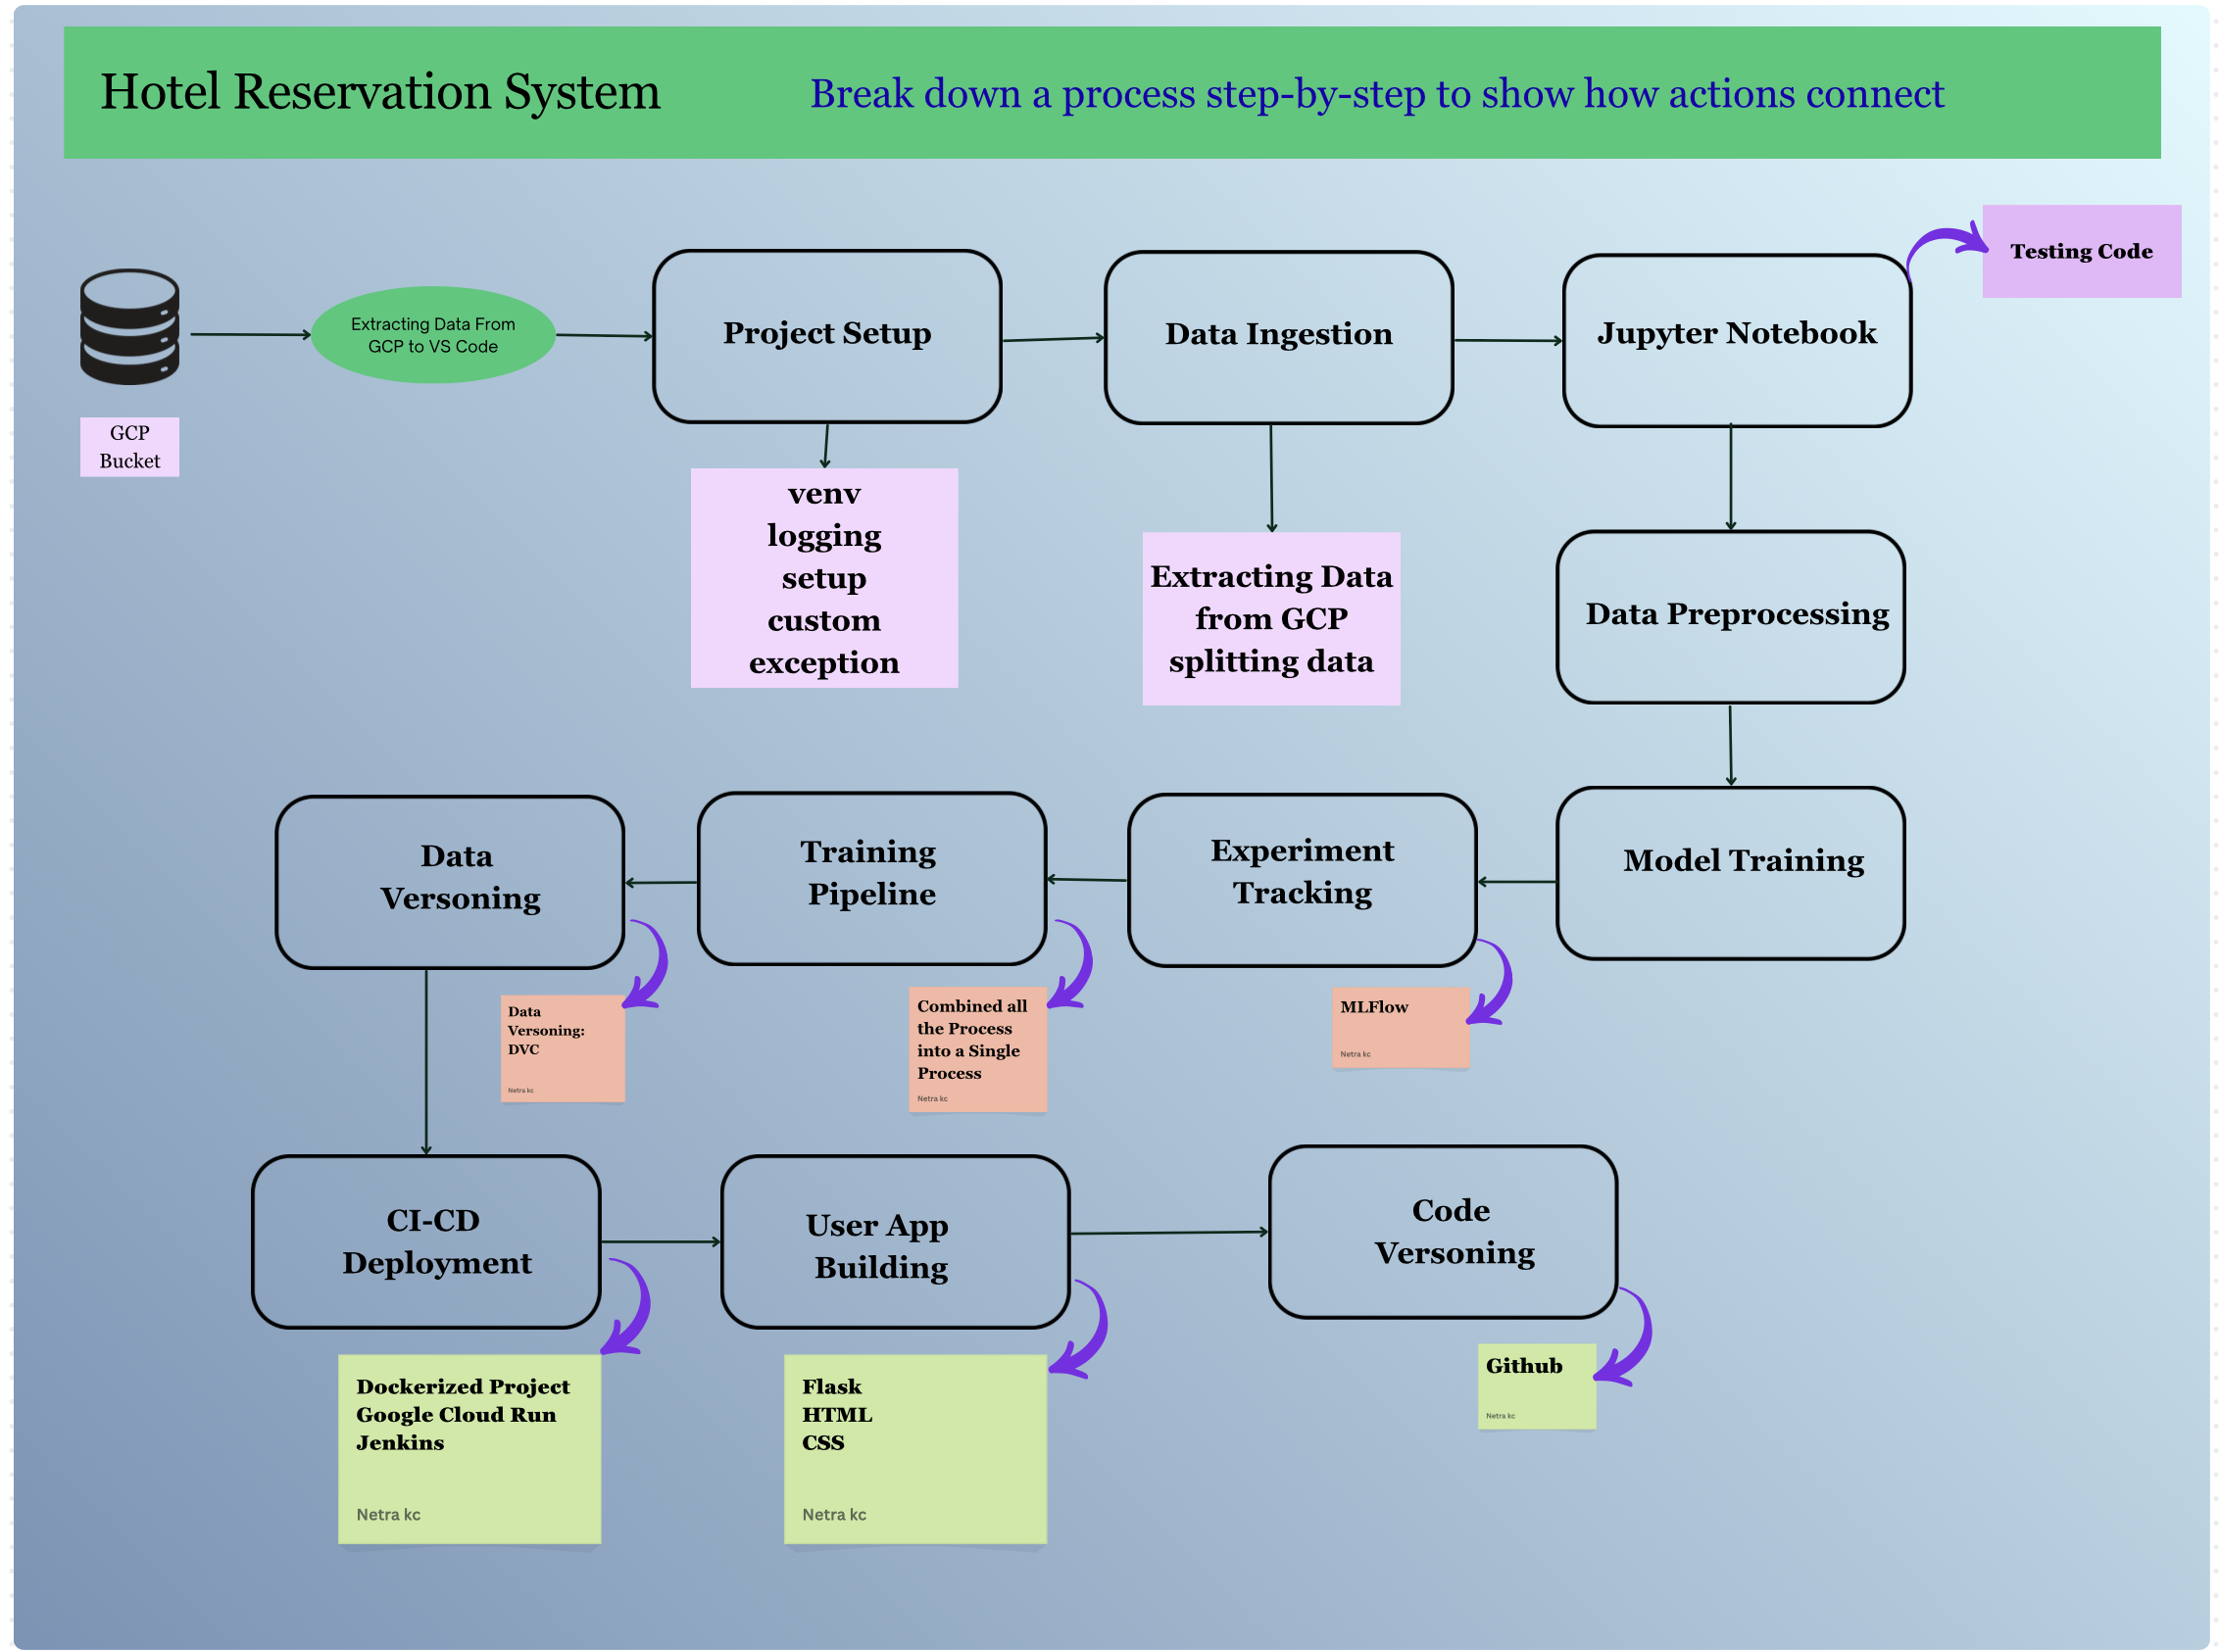 Hotel Reservation System
Break down a process step-by-step to show how actions connect
Testing Code
Extracting Data From
GCP to VS Code
Project Setup
Data Ingestion
Jupyter Notebook
GCP
Bucket
venv
logging
setup
custom
exception
Extracting Data
from GCP
splitting data
Data Preprocessing
Data
Versoning
Training
Pipeline
Experiment
Tracking
Model Training
Data
Versoning:
DVC
Netra kc
Combined all
the Process
into a Single
Process
Netra kc
MLFlow
Netra kc
CI-CD
Deployment
User App
Building
Code
Versoning
Dockerized Project
Google Cloud Run
Jenkins
Netra kc
Flask
HTML
CSS
Netra kc
Github
Netra kc